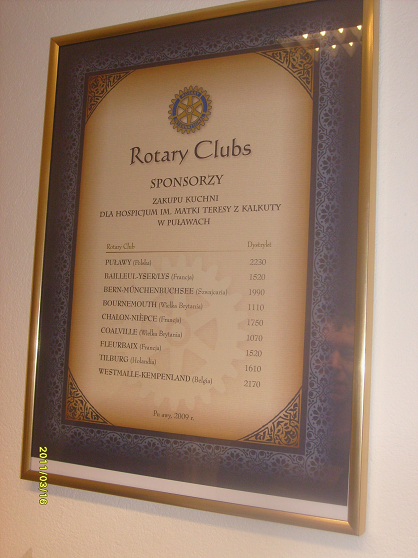 Rotary Clubs
SPONSORZY
ZAKUPU KUCHNI
DLA HOSPICJUM IM. MATKI TERESY Z KALKUTY
W PUŁAWACH
Rotary Club Dystrykt
PUŁAWY (Polska) 2230
BAILLEUL-YSER/LYS (Francja) 1520
BERN-MÜNCHENBUCHSEE (Szwajcaria) 1990
BOURNEMOUTH (Wielka Brytania) 1110
CHALON-NIÉPCE (Francja) 1750
COALVILLE (Wielka Brytania) 1070
FLEURBAIX (Francja) 1520
TILBURG (Holandia) 1610
WESTMALLE-KEMPENLAND (Belgia) 2170
2009 r.
2011/03/16